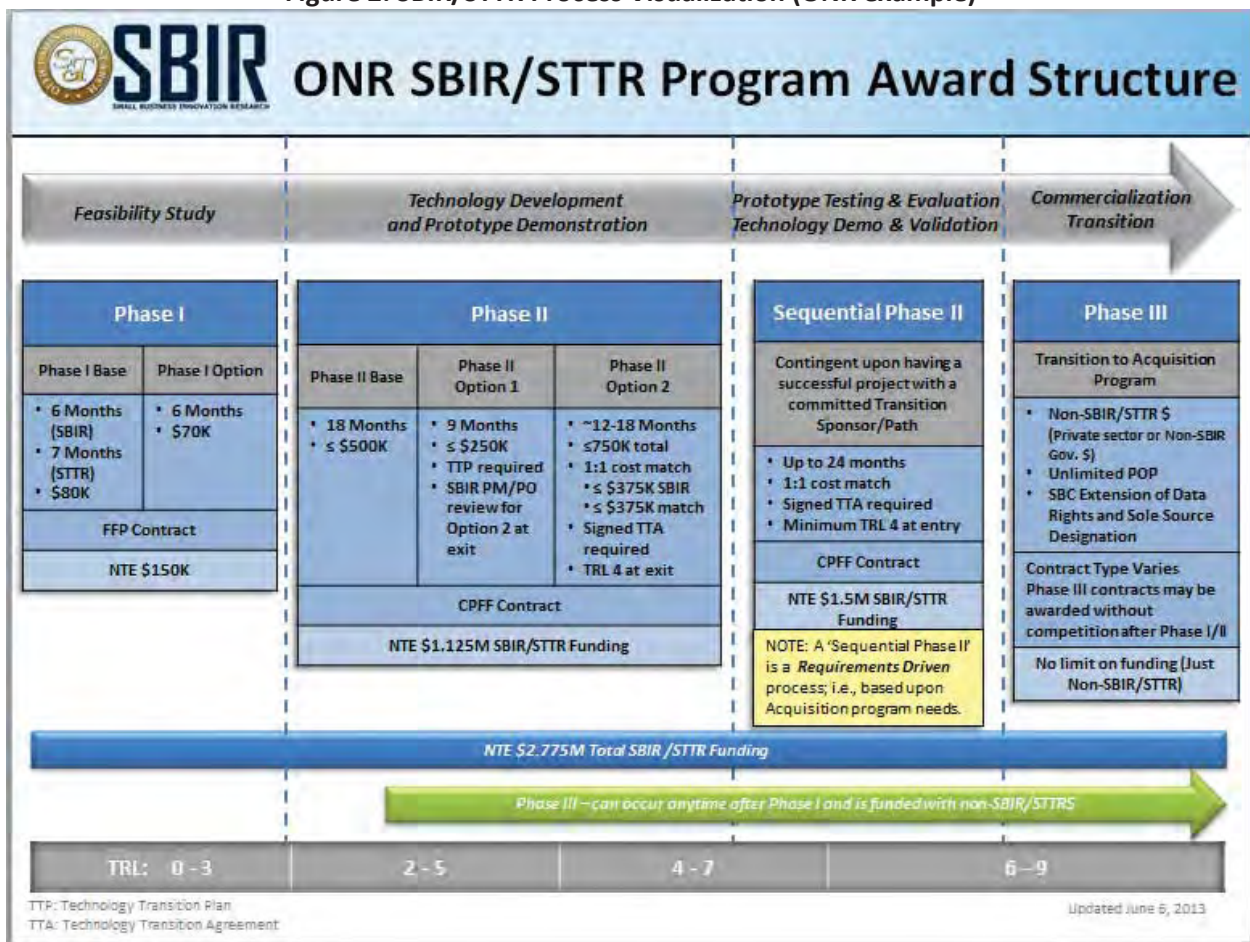 SBIR
SMALL BUSINESS INNOVATION RESEARCH
ONR SBIR/STTR Program Award Structure
Feasibility Study
Technology Development
and Prototype Demonstration
Prototype Testing & Evaluation
Technology Demo & Validation
Commercialization
Transition
Phase I
Phase I Base
Phase I Option
• 6 Months
(SBIR)
• 7 Months
(STTR)
• $80K
• 6 Months
• $70K
FFP Contract
NTE $150K
Phase II
Phase II Base
Phase II
Option 1
Phase II
Option 2
• 18 Months
• ≤ $500K
• 9 Months
• ≤ $250K
• TTP required
• SBIR PM/PO
review for
Option 2 at
exit
• ~12-18 Months
• ≤750K total
• 1:1 cost match
• ≤ $375K SBIR
• ≤ $375K match
• Signed TTA
required
• TRL 4 at exit
CPFF Contract
NTE $1.125M SBIR/STTR Funding
Sequential Phase II
Contingent upon having a
successful project with a
committed Transition
Sponsor/Path
• Up to 24 months
• 1:1 cost match
• Signed TTA required
• Minimum TRL 4 at entry
CPFF Contract
NTE $1.5M SBIR/STTR
Funding
NOTE: A 'Sequential Phase II'
is a Requirements Driven
process; i.e., based upon
Acquisition program needs.
Phase III
Transition to Acquisition
Program
• Non-SBIR/STTR $
(Private sector or Non-SBIR
Gov. $)
• Unlimited POP
• SBC Extension of Data
Rights and Sole Source
Designation
Contract Type Varies
Phase III contracts may be
awarded without
competition after Phase I/II
No limit on funding (Just
Non-SBIR/STTR)
NTE $2.775M Total SBIR /STTR Funding
Phase III – can occur anytime after Phase I and is funded with non-SBIR/STTRS
TRL: 0 - 3
2 - 5
4 - 7
6 – 9
TTP: Technology Transition Plan
TTA: Technology Transition Agreement
Updated June 6, 2013